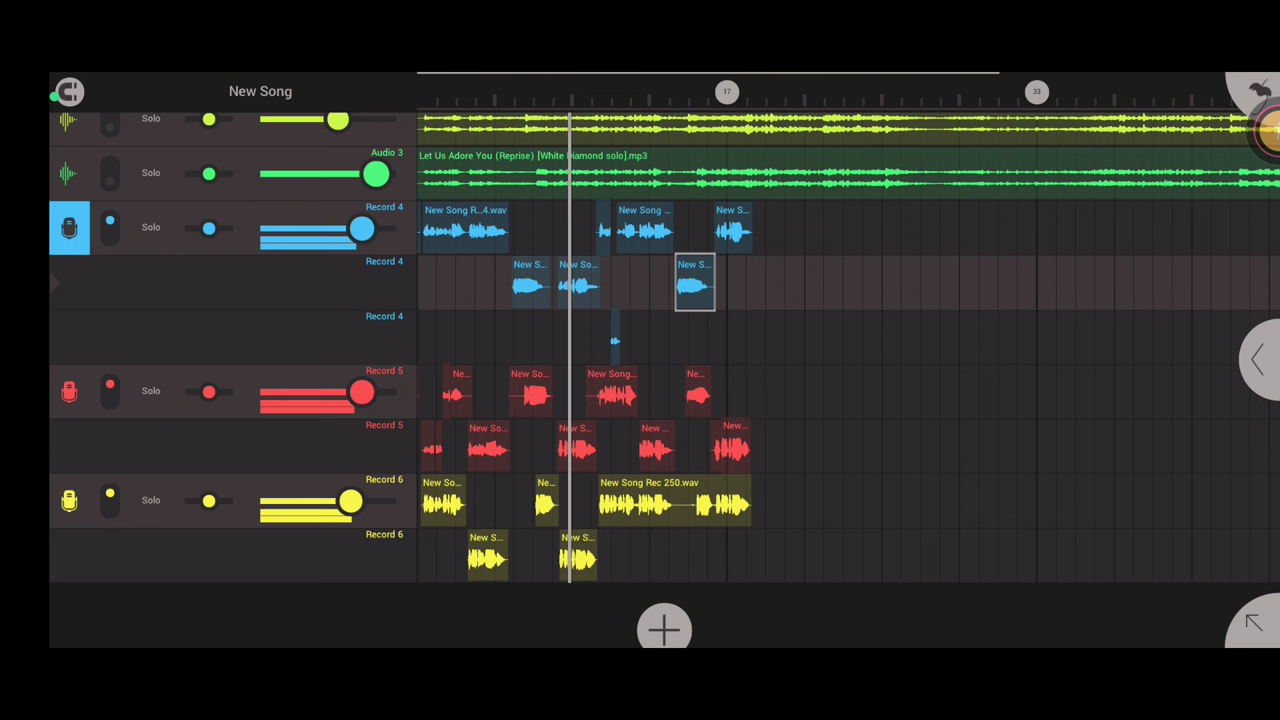 New Song
17
33
Solo
Audio 3
Let Us Adore You (Reprise) [White Diamond solo].mp3
Solo
Record 4
New Song R...4.wav
New Song ...
New S...
Solo
Record 4
New S...
New So...
New S...
Record 4
Record 5
Ne...
New So...
New Song...
Ne...
Solo
Record 5
New So...
New S...
New ...
New...
Record 6
New So...
Ne...
New Song Rec 250.wav
Solo
Record 6
New S...
New S...